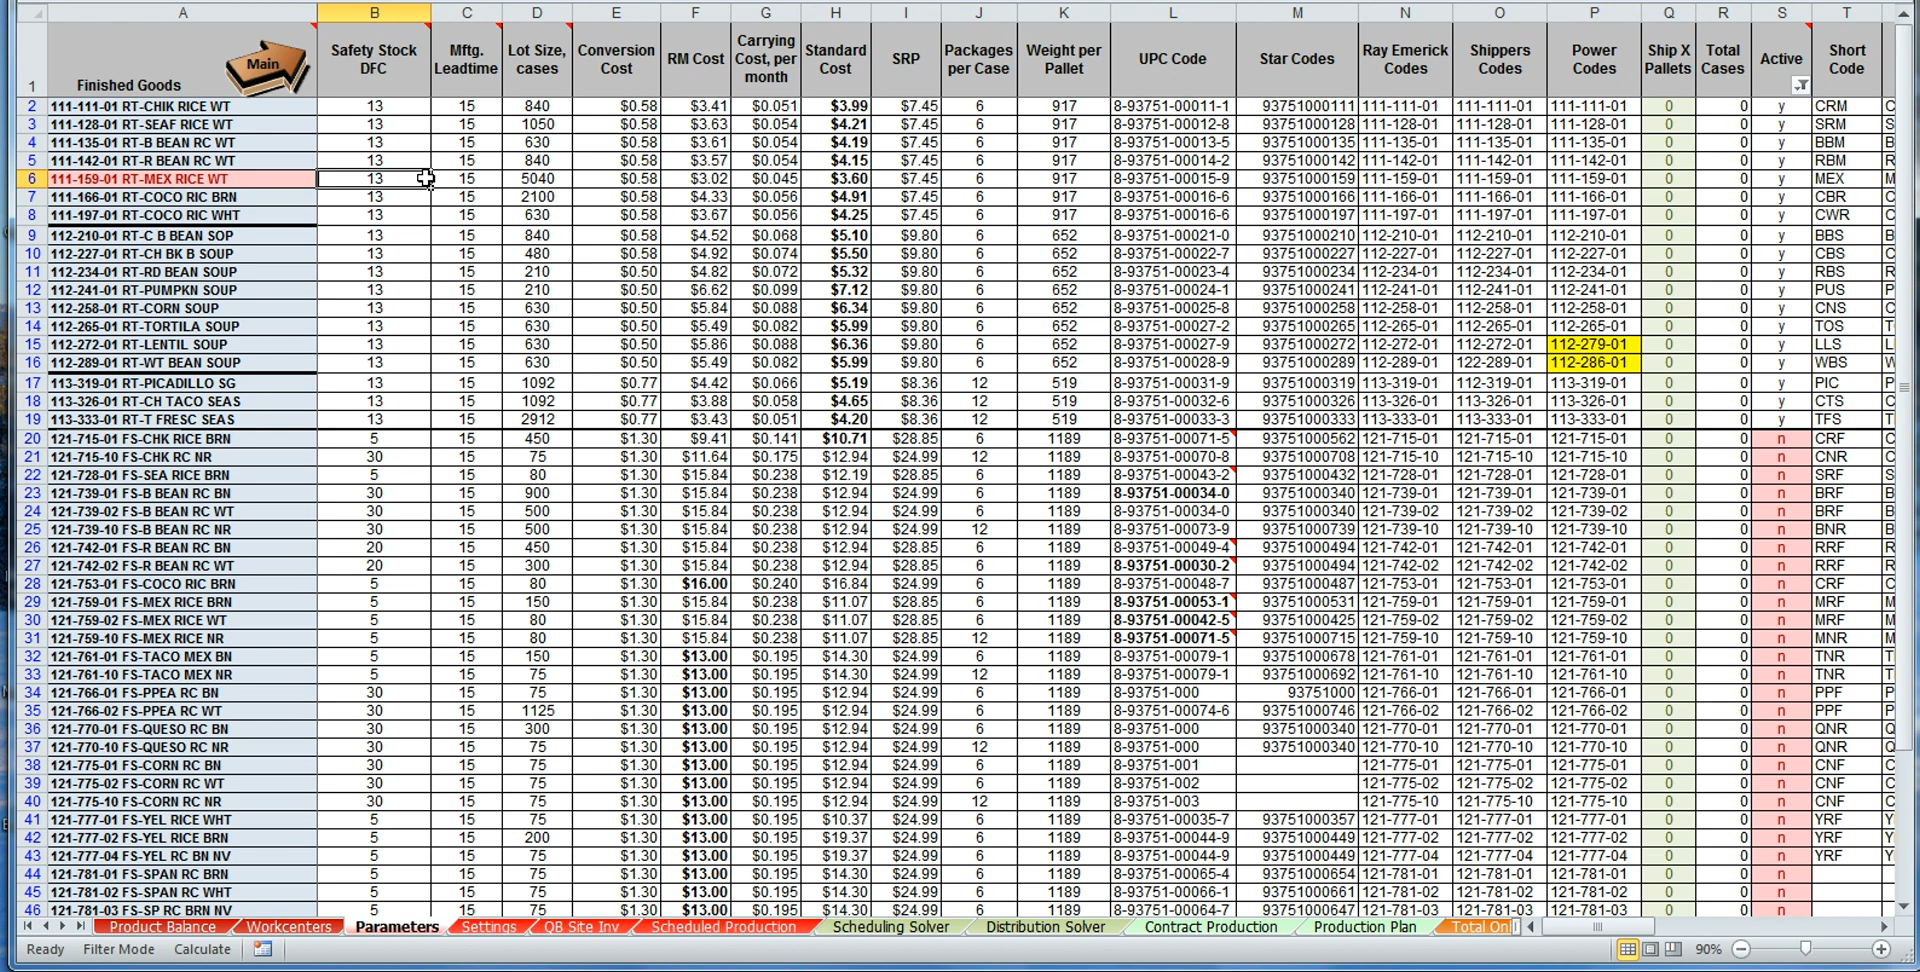 A B C D E F G H I J K L M N O P Q R S T
1 Finished Goods Main Safety Stock DFC Mftg. Leadtime Lot Size, cases Conversion Cost RM Cost Carrying Cost, per month Standard Cost SRP Packages per Case Weight per Pallet UPC Code Star Codes Ray Emerick Codes Shippers Codes Power Codes Ship X Pallets Total Cases Active Short Code
2 111-111-01 RT-CHIK RICE WT 13 15 840 $0.58 $3.41 $0.051 $3.99 $7.45 6 917 8-93751-00011-1 93751000111 111-111-01 111-111-01 111-111-01 0 0 y CRM C
3 111-128-01 RT-SEAF RICE WT 13 15 1050 $0.58 $3.63 $0.054 $4.21 $7.45 6 917 8-93751-00012-8 93751000128 111-128-01 111-128-01 111-128-01 0 0 y SRM S
4 111-135-01 RT-B BEAN RC WT 13 15 630 $0.58 $3.61 $0.054 $4.19 $7.45 6 917 8-93751-00013-5 93751000135 111-135-01 111-135-01 111-135-01 0 0 y BBM B
5 111-142-01 RT-R BEAN RC WT 13 15 840 $0.58 $3.57 $0.054 $4.15 $7.45 6 917 8-93751-00014-2 93751000142 111-142-01 111-142-01 111-142-01 0 0 y RBM R
6 111-159-01 RT-MEX RICE WT 13 15 5040 $0.58 $3.02 $0.045 $3.60 $7.45 6 917 8-93751-00015-9 93751000159 111-159-01 111-159-01 111-159-01 0 0 y MEX M
7 111-166-01 RT-COCO RIC BRN 13 15 2100 $0.58 $4.33 $0.056 $4.91 $7.45 6 917 8-93751-00016-6 93751000166 111-166-01 111-166-01 111-166-01 0 0 y CBR C
8 111-197-01 RT-COCO RIC WHT 13 15 630 $0.58 $3.67 $0.056 $4.25 $7.45 6 917 8-93751-00016-6 93751000197 111-197-01 111-197-01 111-197-01 0 0 y CWR C
9 112-210-01 RT-C B BEAN SOP 13 15 840 $0.58 $4.52 $0.068 $5.10 $9.80 6 652 8-93751-00021-0 93751000210 112-210-01 112-210-01 112-210-01 0 0 y BBS B
10 112-227-01 RT-CH BK B SOUP 13 15 480 $0.58 $4.92 $0.074 $5.50 $9.80 6 652 8-93751-00022-7 93751000227 112-227-01 112-227-01 112-227-01 0 0 y CBS C
11 112-234-01 RT-RD BEAN SOUP 13 15 210 $0.50 $4.82 $0.072 $5.32 $9.80 6 652 8-93751-00023-4 93751000234 112-234-01 112-234-01 112-234-01 0 0 y RBS R
12 112-241-01 RT-PUMPKN SOUP 13 15 210 $0.50 $6.62 $0.099 $7.12 $9.80 6 652 8-93751-00024-1 93751000241 112-241-01 112-241-01 112-241-01 0 0 y PUS P
13 112-258-01 RT-CORN SOUP 13 15 630 $0.50 $5.84 $0.088 $6.34 $9.80 6 652 8-93751-00025-8 93751000258 112-258-01 112-258-01 112-258-01 0 0 y CNS C
14 112-265-01 RT-TORTILA SOUP 13 15 630 $0.50 $5.49 $0.082 $5.99 $9.80 6 652 8-93751-00027-2 93751000265 112-265-01 112-265-01 112-265-01 0 0 y TOS T
15 112-272-01 RT-LENTIL SOUP 13 15 630 $0.50 $5.86 $0.088 $6.36 $9.80 6 652 8-93751-00027-9 93751000272 112-272-01 112-272-01 112-279-01 0 0 y LLS L
16 112-289-01 RT-WT BEAN SOUP 13 15 630 $0.50 $5.49 $0.082 $5.99 $9.80 6 652 8-93751-00028-9 93751000289 112-289-01 122-289-01 112-286-01 0 0 y WBS W
17 113-319-01 RT-PICADILLO SG 13 15 1092 $0.77 $4.42 $0.066 $5.19 $8.36 12 519 8-93751-00031-9 93751000319 113-319-01 112-319-01 113-319-01 0 0 y PIC P
18 113-326-01 RT-CH TACO SEAS 13 15 1092 $0.77 $3.88 $0.058 $4.65 $8.36 12 519 8-93751-00032-6 93751000326 113-326-01 113-326-01 113-326-01 0 0 y CTS C
19 113-333-01 RT-T FRESC SEAS 13 15 2912 $0.77 $3.43 $0.051 $4.20 $8.36 12 519 8-93751-00033-3 93751000333 113-333-01 113-333-01 113-333-01 0 0 y TFS T
20 121-715-01 FS-CHK RICE BRN 5 15 450 $1.30 $9.41 $0.141 $10.71 $28.85 6 1189 8-93751-00071-5 93751000562 121-715-01 121-715-01 121-715-01 0 0 n CRF C
21 121-715-10 FS-CHK RC NR 30 15 75 $1.30 $11.64 $0.175 $12.94 $24.99 12 1189 8-93751-00070-8 93751000708 121-715-10 121-715-10 121-715-10 0 0 n CNR C
22 121-728-01 FS-SEA RICE BRN 5 15 80 $1.30 $15.84 $0.238 $12.19 $28.85 6 1189 8-93751-00043-2 93751000432 121-728-01 121-728-01 121-728-01 0 0 n SRF S
23 121-739-01 FS-B BEAN RC BN 30 15 900 $1.30 $15.84 $0.238 $12.94 $24.99 6 1189 8-93751-00034-0 93751000340 121-739-01 121-739-01 121-739-01 0 0 n BRF B
24 121-739-02 FS-B BEAN RC WT 30 15 500 $1.30 $15.84 $0.238 $12.94 $24.99 6 1189 8-93751-00034-0 93751000340 121-739-02 121-739-02 121-739-02 0 0 n BRF B
25 121-739-10 FS-B BEAN RC NR 30 15 500 $1.30 $15.84 $0.238 $12.94 $24.99 12 1189 8-93751-00073-9 93751000739 121-739-10 121-739-10 121-739-10 0 0 n BNR B
26 121-742-01 FS-R BEAN RC BN 20 15 450 $1.30 $15.84 $0.238 $12.94 $28.85 6 1189 8-93751-00049-4 93751000494 121-742-01 121-742-01 121-742-01 0 0 n RRF R
27 121-742-02 FS-R BEAN RC WT 20 15 300 $1.30 $15.84 $0.238 $12.94 $28.85 6 1189 8-93751-00030-2 93751000494 121-742-02 121-742-02 121-742-02 0 0 n RRF R
28 121-753-01 FS-COCO RIC BRN 5 15 80 $1.30 $16.00 $0.240 $16.84 $24.99 6 1189 8-93751-00048-7 93751000487 121-753-01 121-753-01 121-753-01 0 0 n CRF C
29 121-759-01 FS-MEX RICE BRN 5 15 150 $1.30 $15.84 $0.238 $11.07 $28.85 6 1189 8-93751-00053-1 93751000531 121-759-01 121-759-01 121-759-01 0 0 n MRF M
30 121-759-02 FS-MEX RICE WT 5 15 80 $1.30 $15.84 $0.238 $11.07 $28.85 6 1189 8-93751-00042-5 93751000425 121-759-02 121-759-02 121-759-02 0 0 n MRF M
31 121-759-10 FS-MEX RICE NR 5 15 80 $1.30 $15.84 $0.238 $11.07 $28.85 12 1189 8-93751-00071-5 93751000715 121-759-10 121-759-10 121-759-10 0 0 n MNR M
32 121-761-01 FS-TACO MEX BN 5 15 150 $1.30 $13.00 $0.195 $14.30 $24.99 6 1189 8-93751-00079-1 93751000678 121-761-01 121-761-01 121-761-01 0 0 n TNR T
33 121-761-10 FS-TACO MEX NR 5 15 75 $1.30 $13.00 $0.195 $14.30 $24.99 12 1189 8-93751-00079-1 93751000692 121-761-10 121-761-10 121-761-10 0 0 n TNR T
34 121-766-01 FS-PPEA RC BN 30 15 75 $1.30 $13.00 $0.195 $12.94 $24.99 6 1189 8-93751-000 93751000 121-766-01 121-766-01 121-766-01 0 0 n PPF P
35 121-766-02 FS-PPEA RC WT 30 15 1125 $1.30 $13.00 $0.195 $12.94 $24.99 6 1189 8-93751-00074-6 93751000746 121-766-02 121-766-02 121-766-02 0 0 n PPF P
36 121-770-01 FS-QUESO RC BN 30 15 300 $1.30 $13.00 $0.195 $12.94 $24.99 6 1189 8-93751-000 93751000340 121-770-01 121-770-01 121-770-01 0 0 n QNR Q
37 121-770-10 FS-QUESO RC NR 30 15 75 $1.30 $13.00 $0.195 $12.94 $24.99 12 1189 8-93751-000 93751000340 121-770-10 121-770-10 121-770-10 0 0 n QNR Q
38 121-775-01 FS-CORN RC BN 30 15 75 $1.30 $13.00 $0.195 $12.94 $24.99 6 1189 8-93751-001 121-775-01 121-775-01 121-775-01 0 0 n CNF C
39 121-775-02 FS-CORN RC WT 30 15 75 $1.30 $13.00 $0.195 $12.94 $24.99 6 1189 8-93751-002 121-775-02 121-775-02 121-775-02 0 0 n CNF C
40 121-775-10 FS-CORN RC NR 30 15 75 $1.30 $13.00 $0.195 $12.94 $24.99 12 1189 8-93751-003 121-775-10 121-775-10 121-775-10 0 0 n CNF C
41 121-777-01 FS-YEL RICE WHT 5 15 75 $1.30 $13.00 $0.195 $10.37 $24.99 6 1189 8-93751-00035-7 93751000357 121-777-01 121-777-01 121-777-01 0 0 n YRF Y
42 121-777-02 FS-YEL RICE BRN 5 15 200 $1.30 $13.00 $0.195 $19.37 $24.99 6 1189 8-93751-00044-9 93751000449 121-777-02 121-777-02 121-777-02 0 0 n YRF Y
43 121-777-04 FS-YEL RC BN NV 5 15 75 $1.30 $13.00 $0.195 $19.37 $24.99 6 1189 8-93751-00044-9 93751000449 121-777-04 121-777-04 121-777-04 0 0 n YRF Y
44 121-781-01 FS-SPAN RC BRN 5 15 75 $1.30 $13.00 $0.195 $14.30 $24.99 6 1189 8-93751-00065-4 93751000654 121-781-01 121-781-01 121-781-01 0 0 n
45 121-781-02 FS-SPAN RC WHT 5 15 75 $1.30 $13.00 $0.195 $14.30 $24.99 6 1189 8-93751-00066-1 93751000661 121-781-02 121-781-02 121-781-02 0 0 n
46 121-781-03 FS-SP RC BRN NV 5 15 75 $1.30 $13.00 $0.195 $14.30 $24.99 6 1189 8-93751-00064-7 93751000647 121-781-03 121-781-03 121-781-03 0 0 n
Product Balance Workcenters Parameters Settings QB Site Inv Scheduled Production Scheduling Solver Distribution Solver Contract Production Production Plan Total Onl
Ready Filter Mode Calculate 90%